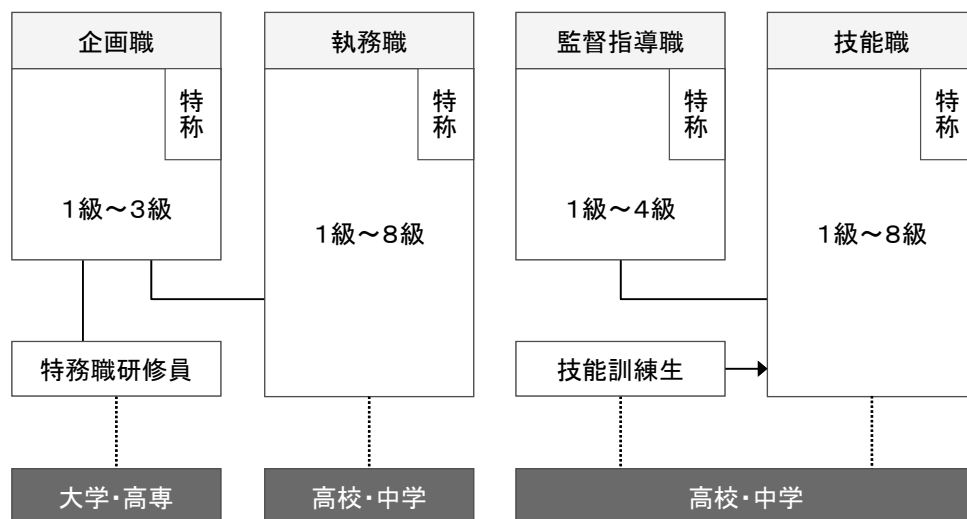 企画職
特称
1級～3級
執務職
特称
1級～8級
監督指導職
特称
1級～4級
技能職
特称
1級～8級
特務職研修員
技能訓練生
大学・高専
高校・中学
高校・中学